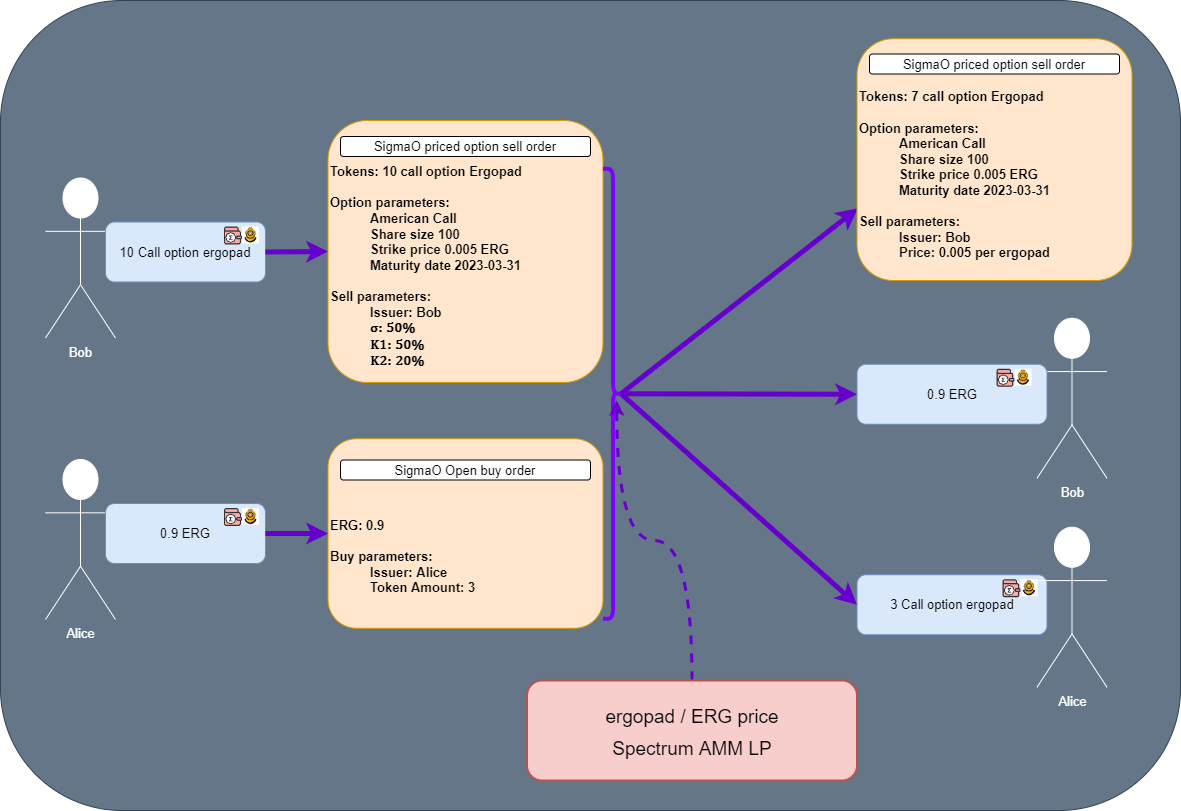 SigmaO priced option sell order
Tokens: 10 call option Ergopad
Option parameters:
American Call
Share size 100
Strike price 0.005 ERG
Maturity date 2023-03-31
Sell parameters:
Issuer: Bob
σ: 50%
K1: 50%
K2: 20%
10 Call option ergopad
Bob
SigmaO Open buy order
ERG: 0.9
Buy parameters:
Issuer: Alice
Token Amount: 3
0.9 ERG
Alice
ergopad / ERG price
Spectrum AMM LP
SigmaO priced option sell order
Tokens: 7 call option Ergopad
Option parameters:
American Call
Share size 100
Strike price 0.005 ERG
Maturity date 2023-03-31
Sell parameters:
Issuer: Bob
Price: 0.005 per ergopad
0.9 ERG
Bob
3 Call option ergopad
Alice